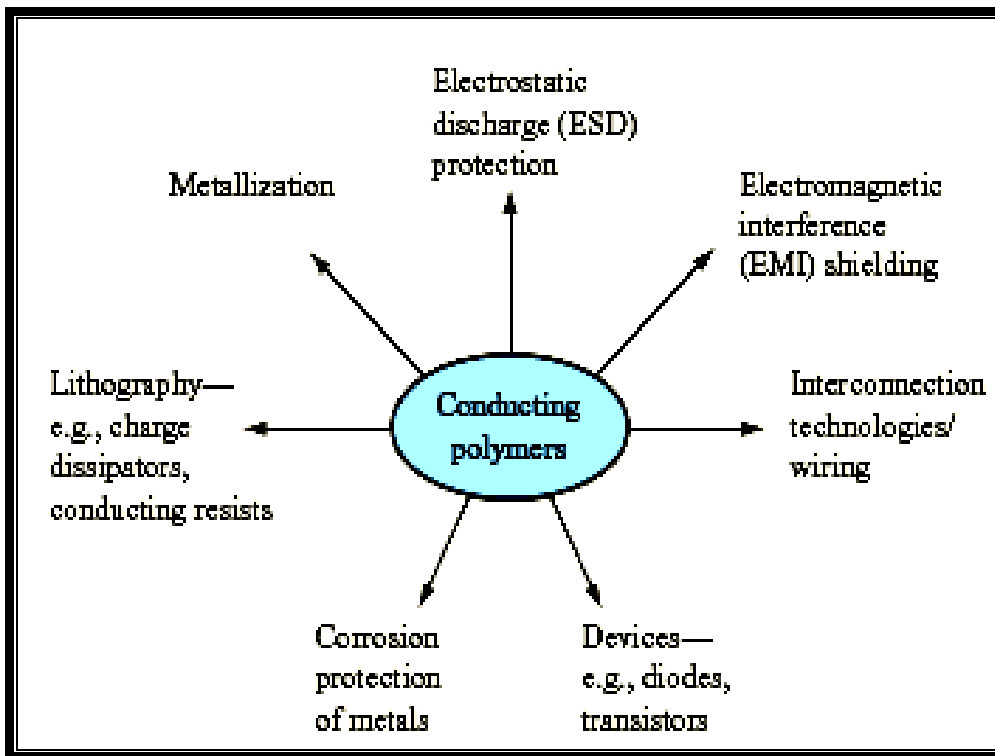 Electrostatic
discharge (ESD)
protection
Metallization
Electromagnetic
interference
(EMI) shielding
Lithography—
e.g., charge
dissipators,
conducting resists
Conducting
polymers
Interconnection
technologies/
wiring
Corrosion
protection
of metals
Devices—
e.g., diodes,
transistors